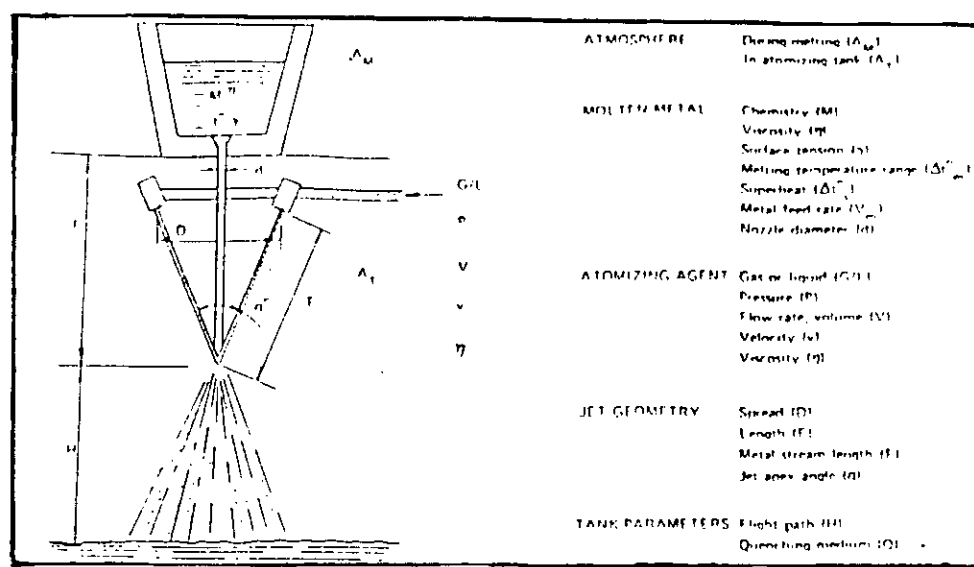 ATMOSPHERE
During melting (A_M)
In atomizing tank (A_T)
MOLTEN METAL
Chemistry (M)
Viscosity (η)
Surface tension (γ)
Melting temperature range (Δt°_m)
Superheat
Metal feed rate (V_m)
Nozzle diameter (d)
ATOMIZING AGENT
Gas or liquid (G/L)
Pressure (P)
Flow rate, volume (V)
Velocity (v)
Viscosity (η)
JET GEOMETRY
Spread (D)
Length
Metal stream length
Jet apex angle
TANK PARAMETERS
Flight path (H)
Quenching medium (Q)
A_M
d
G/L
D
A_T
V
v
η
H